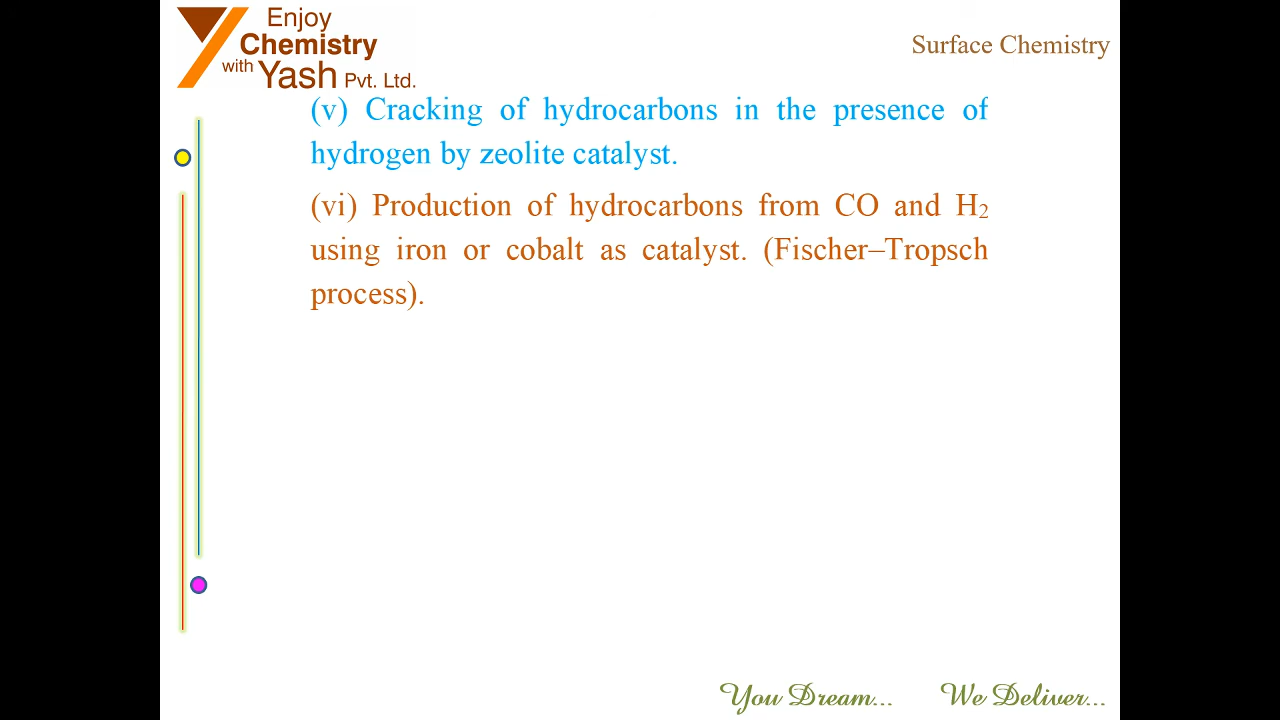 Enjoy
Chemistry
with Yash Pvt. Ltd.
Surface Chemistry
(v) Cracking of hydrocarbons in the presence of
hydrogen by zeolite catalyst.
(vi) Production of hydrocarbons from CO and H₂
using iron or cobalt as catalyst. (Fischer–Tropsch
process).
You Dream... We Deliver...